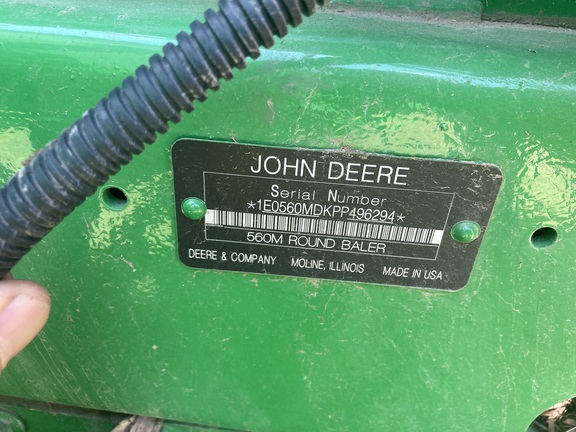 JOHN DEERE
Serial Number
*1E0560MDKPP496294*
560M ROUND BALER
DEERE & COMPANY MOLINE, ILLINOIS MADE IN USA